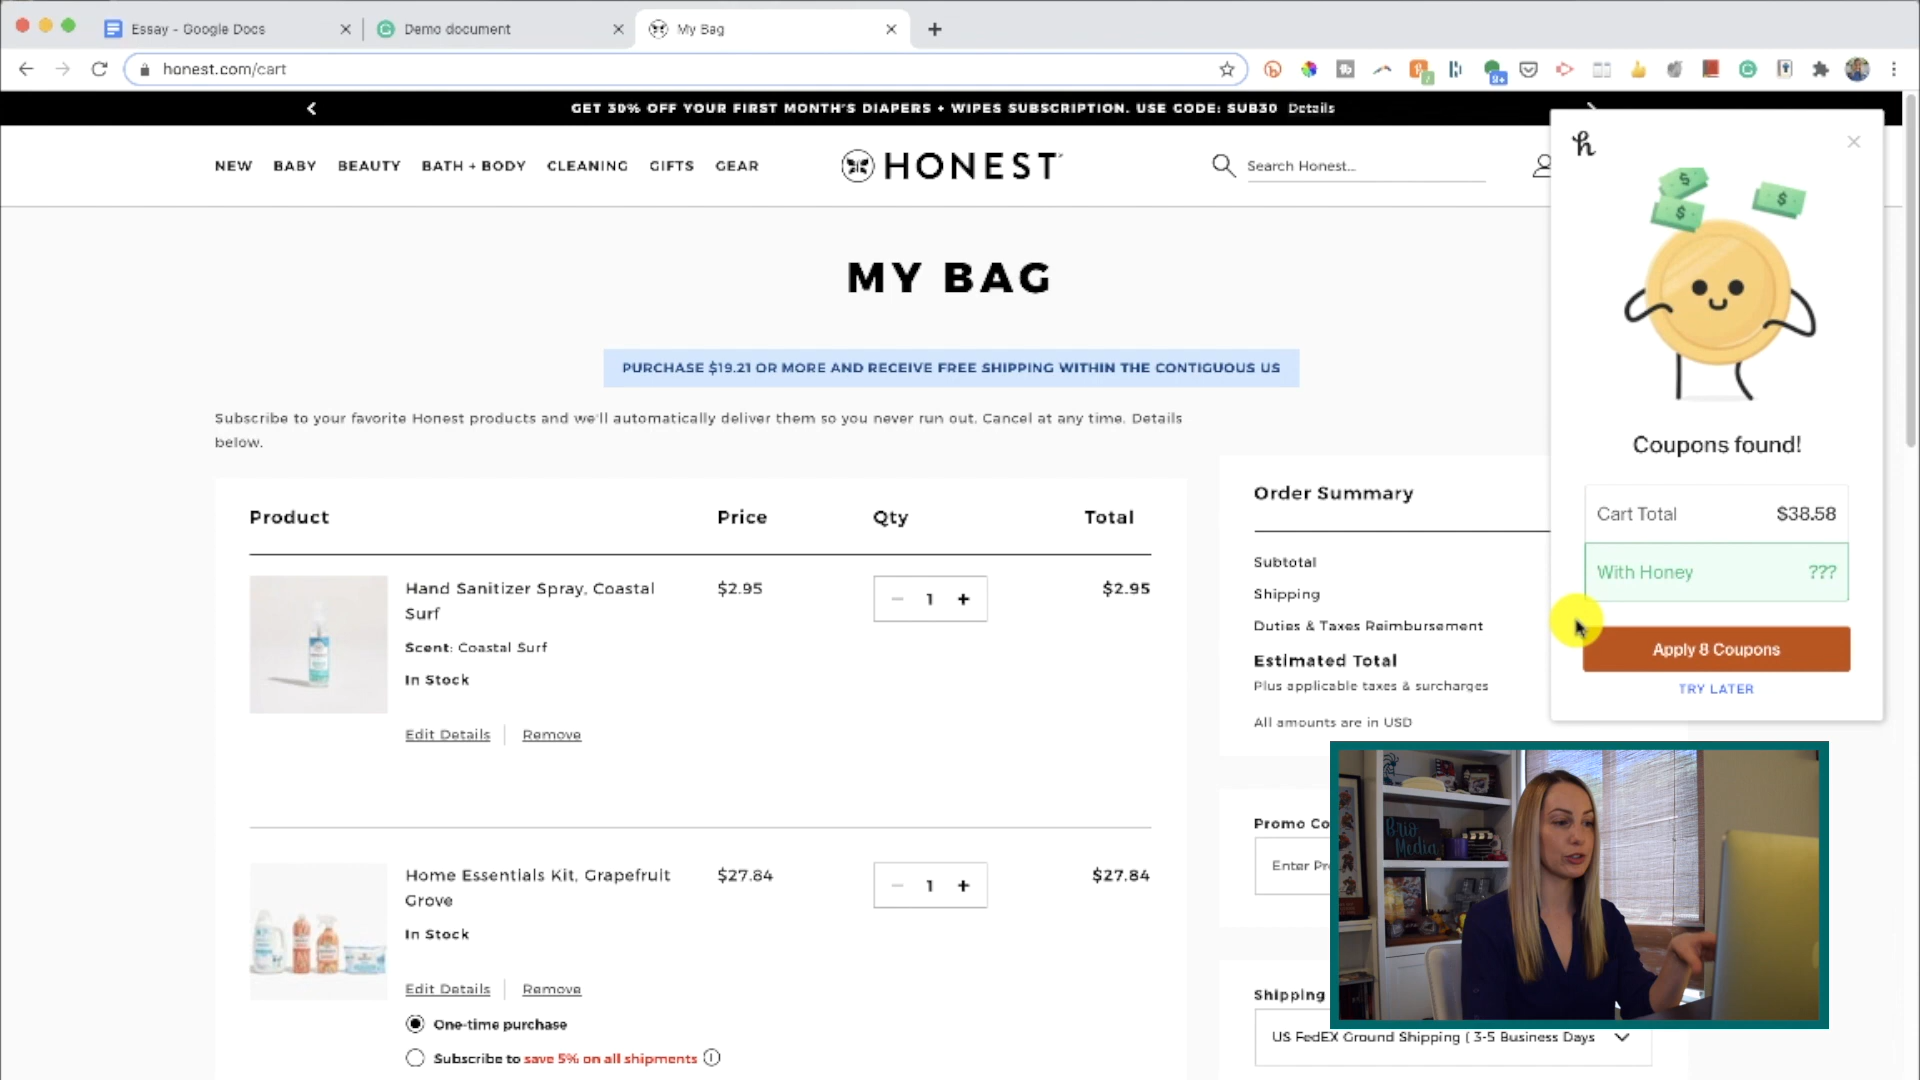 Essay - Google Docs
Demo document
My Bag
honest.com/cart
GET 30% OFF YOUR FIRST MONTH'S DIAPERS + WIPES SUBSCRIPTION. USE CODE: SUB30 Details
NEW BABY BEAUTY BATH + BODY CLEANING GIFTS GEAR
HONEST
Search Honest...
MY BAG
PURCHASE $19.21 OR MORE AND RECEIVE FREE SHIPPING WITHIN THE CONTIGUOUS US
Subscribe to your favorite Honest products and we'll automatically deliver them so you never run out. Cancel at any time. Details
below.
Product Price Qty Total
Hand Sanitizer Spray, Coastal
Surf
$2.95
1
$2.95
Scent: Coastal Surf
In Stock
Edit Details Remove
Home Essentials Kit, Grapefruit
Grove
$27.84
1
$27.84
In Stock
Edit Details Remove
One-time purchase
Subscribe to save 5% on all shipments
Order Summary
Subtotal
Shipping
Duties & Taxes Reimbursement
Estimated Total
Plus applicable taxes & surcharges
All amounts are in USD
Promo Co
Enter Pr
Shipping
US FedEX Ground Shipping ( 3-5 Business Days
h
Coupons found!
Cart Total $38.58
With Honey ???
Apply 8 Coupons
TRY LATER
Brio
Media